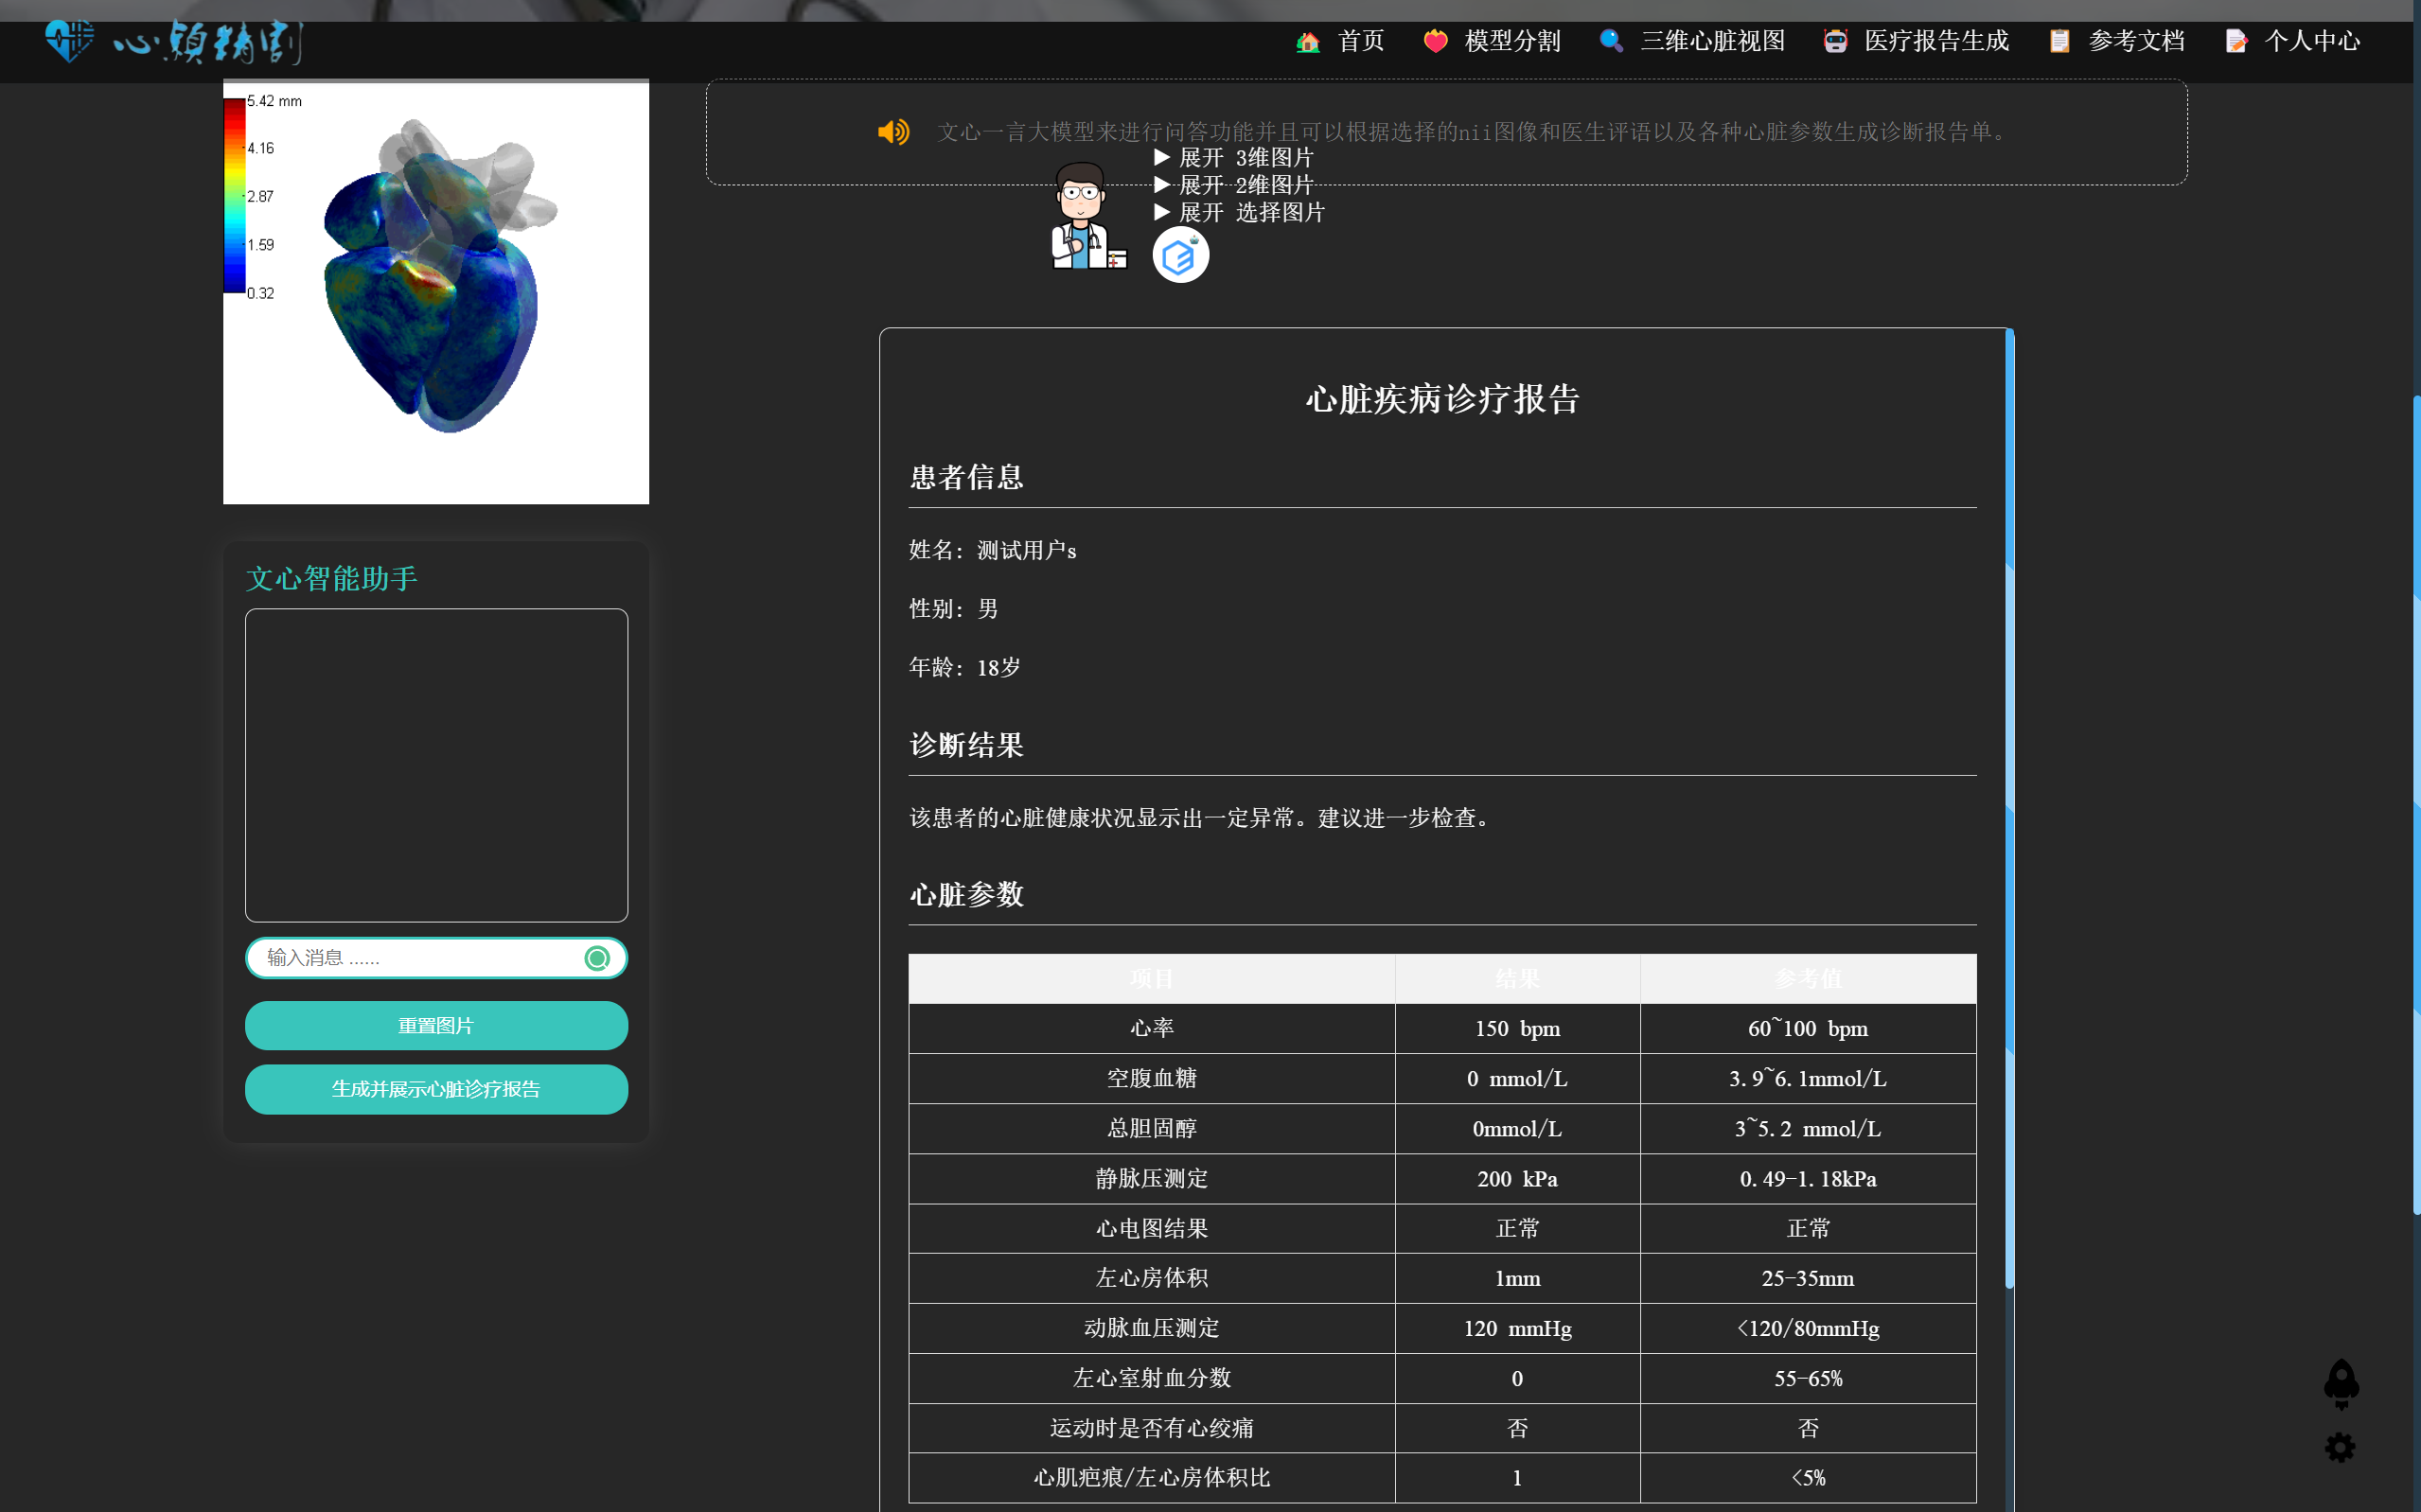 心颖精割
首页
模型分割
三维心脏视图
医疗报告生成
参考文档
个人中心
5.42 mm
4.16
2.87
1.59
0.32
文心一言大模型来进行问答功能并且可以根据选择的nii图像和医生评语以及各种心脏参数生成诊断报告单。
▶ 展开 3维图片
▶ 展开 2维图片
▶ 展开 选择图片
文心智能助手
输入消息 ......
重置图片
生成并展示心脏诊疗报告
心脏疾病诊疗报告
患者信息
姓名: 测试用户s
性别: 男
年龄: 18岁
诊断结果
该患者的心脏健康状况显示出一定异常。建议进一步检查。
心脏参数
项目 结果 参考值
心率 150 bpm 60~100 bpm
空腹血糖 0 mmol/L 3.9~6.1mmol/L
总胆固醇 0mmol/L 3~5.2 mmol/L
静脉压测定 200 kPa 0.49-1.18kPa
心电图结果 正常 正常
左心房体积 1mm 25-35mm
动脉血压测定 120 mmHg <120/80mmHg
左心室射血分数 0 55-65%
运动时是否有心绞痛 否 否
心肌疤痕/左心房体积比 1 <5%